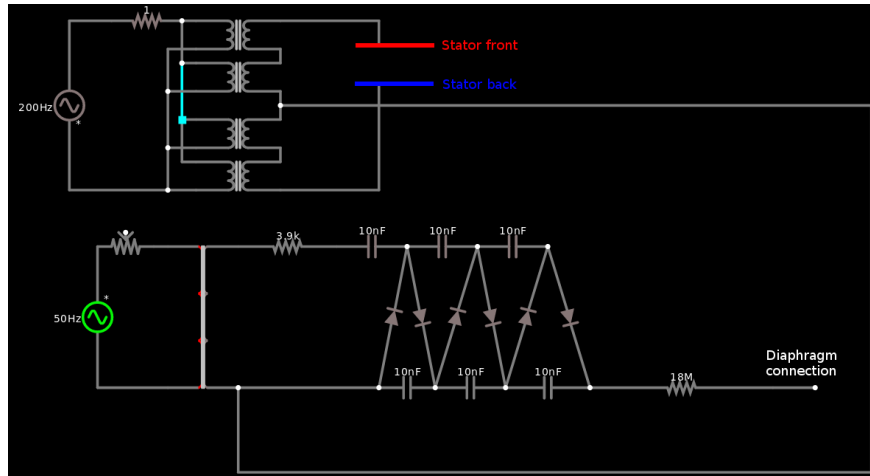 1
Stator front
Stator back
200Hz
*
10nF
10nF
10nF
3.9k
*
50Hz
Diaphragm
connection
10nF
10nF
10nF
18M